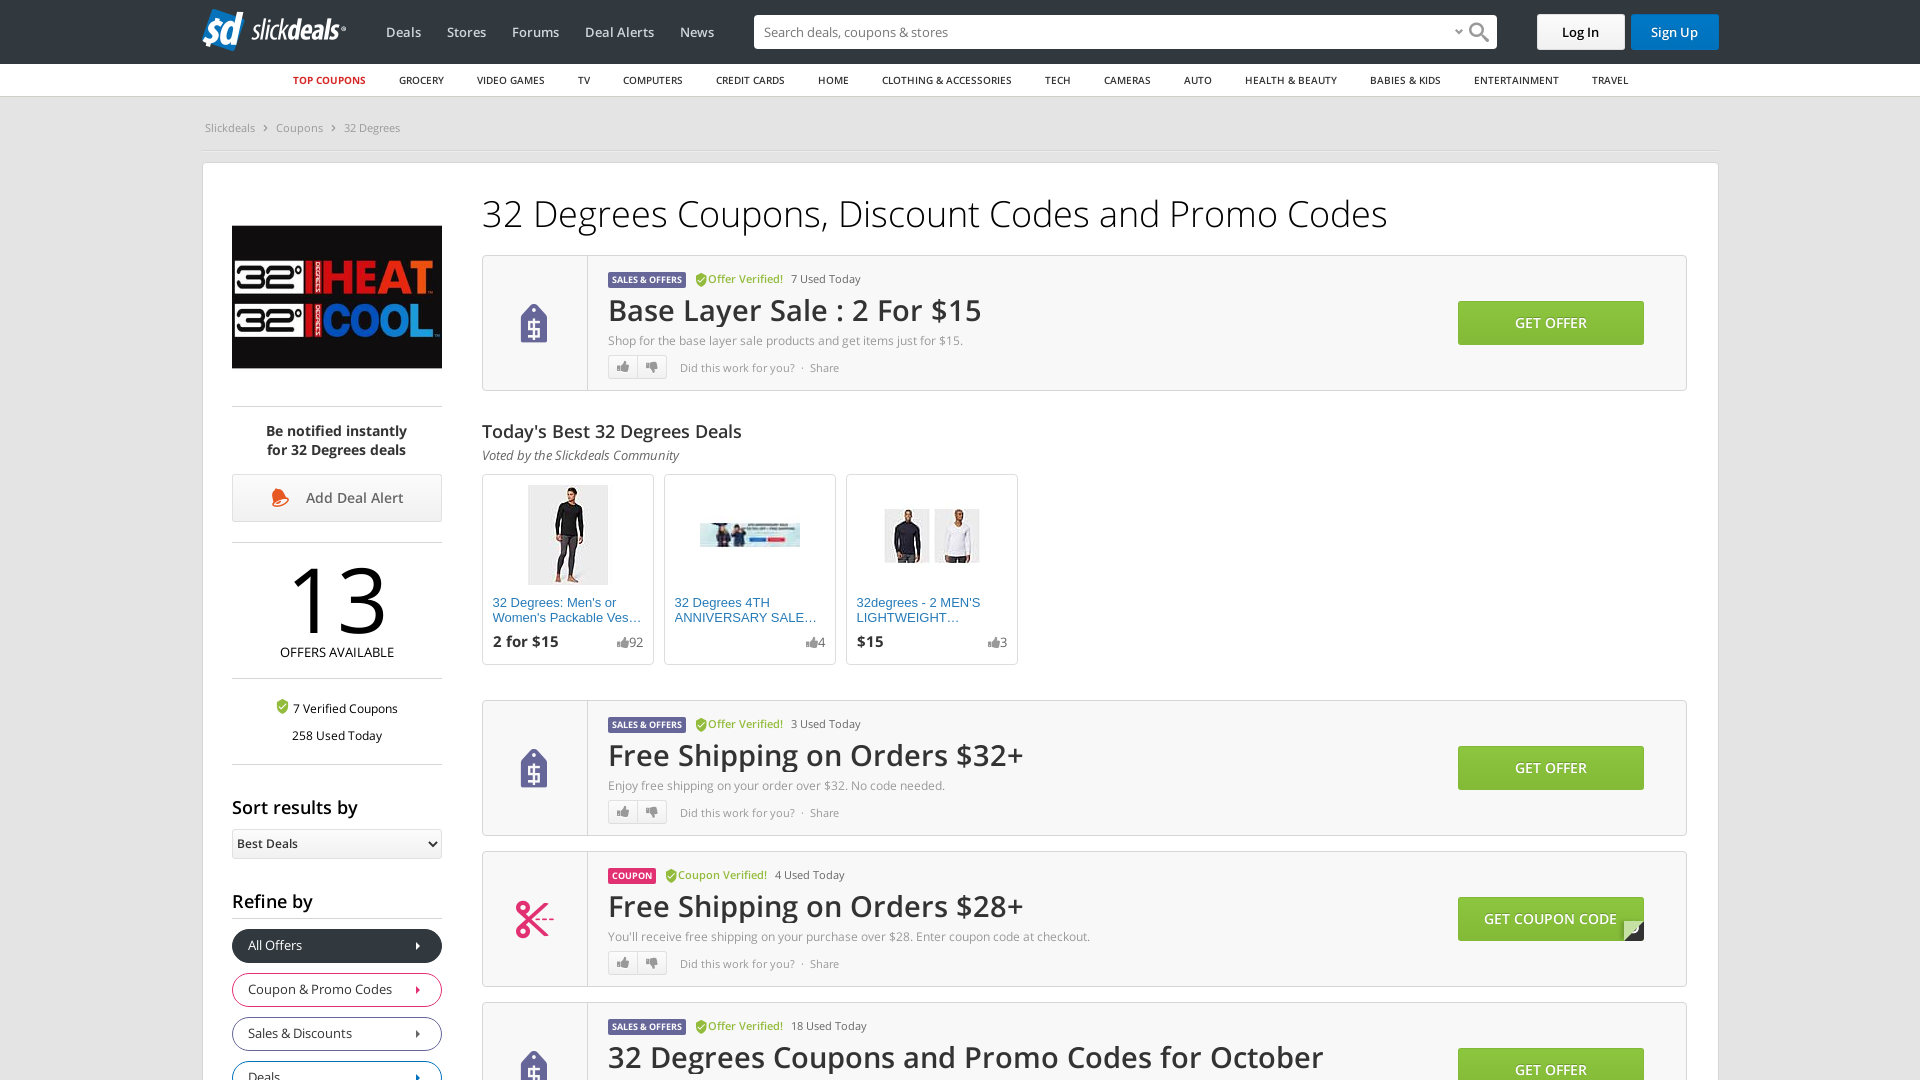 sd slickdeals
Deals
Stores
Forums
Deal Alerts
News
Search deals, coupons & stores
Log In
Sign Up
TOP COUPONS
GROCERY
VIDEO GAMES
TV
COMPUTERS
CREDIT CARDS
HOME
CLOTHING & ACCESSORIES
TECH
CAMERAS
AUTO
HEALTH & BEAUTY
BABIES & KIDS
ENTERTAINMENT
TRAVEL
Slickdeals > Coupons > 32 Degrees
32° DEGREES HEAT
32° DEGREES COOL
Be notified instantly
for 32 Degrees deals
Add Deal Alert
13
OFFERS AVAILABLE
7 Verified Coupons
258 Used Today
Sort results by
Best Deals
Refine by
All Offers
Coupon & Promo Codes
Sales & Discounts
Deals
32 Degrees Coupons, Discount Codes and Promo Codes
SALES & OFFERS Offer Verified! 7 Used Today
Base Layer Sale : 2 For $15
Shop for the base layer sale products and get items just for $15.
Did this work for you? · Share
GET OFFER
Today's Best 32 Degrees Deals
Voted by the Slickdeals Community
32 Degrees: Men's or
Women's Packable Ves…
2 for $15 92
32 Degrees 4TH
ANNIVERSARY SALE…
4
32degrees - 2 MEN'S
LIGHTWEIGHT…
$15 3
SALES & OFFERS Offer Verified! 3 Used Today
Free Shipping on Orders $32+
Enjoy free shipping on your order over $32. No code needed.
Did this work for you? · Share
GET OFFER
COUPON Coupon Verified! 4 Used Today
Free Shipping on Orders $28+
You'll receive free shipping on your purchase over $28. Enter coupon code at checkout.
Did this work for you? · Share
GET COUPON CODE
SALES & OFFERS Offer Verified! 18 Used Today
32 Degrees Coupons and Promo Codes for October
GET OFFER